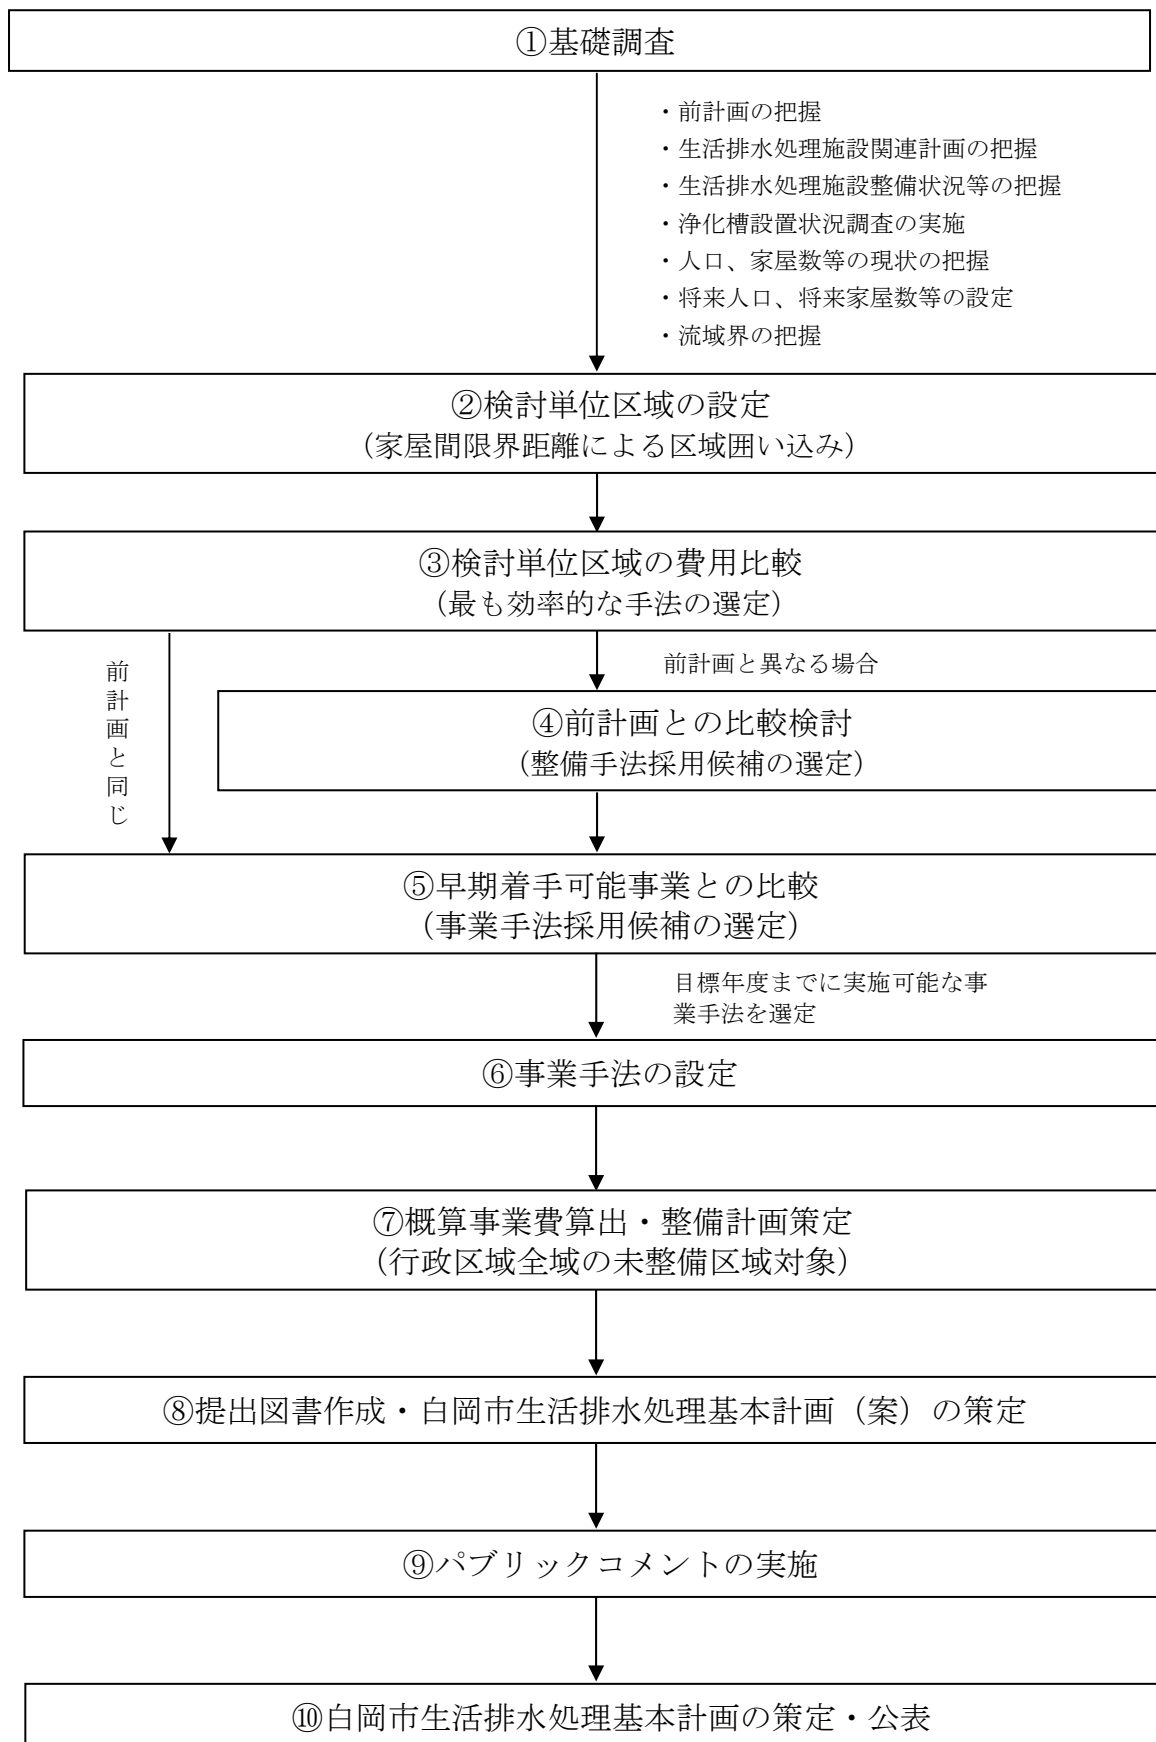 ①基礎調査
・前計画の把握
・生活排水処理施設関連計画の把握
・生活排水処理施設整備状況等の把握
・浄化槽設置状況調査の実施
・人口、家屋数等の現状の把握
・将来人口、将来家屋数等の設定
・流域界の把握
②検討単位区域の設定
（家屋間限界距離による区域囲い込み）
③検討単位区域の費用比較
（最も効率的な手法の選定）
前計画と同じ
前計画と異なる場合
④前計画との比較検討
（整備手法採用候補の選定）
⑤早期着手可能事業との比較
（事業手法採用候補の選定）
目標年度までに実施可能な事
業手法を選定
⑥事業手法の設定
⑦概算事業費算出・整備計画策定
（行政区域全域の未整備区域対象）
⑧提出図書作成・白岡市生活排水処理基本計画（案）の策定
⑨パブリックコメントの実施
⑩白岡市生活排水処理基本計画の策定・公表